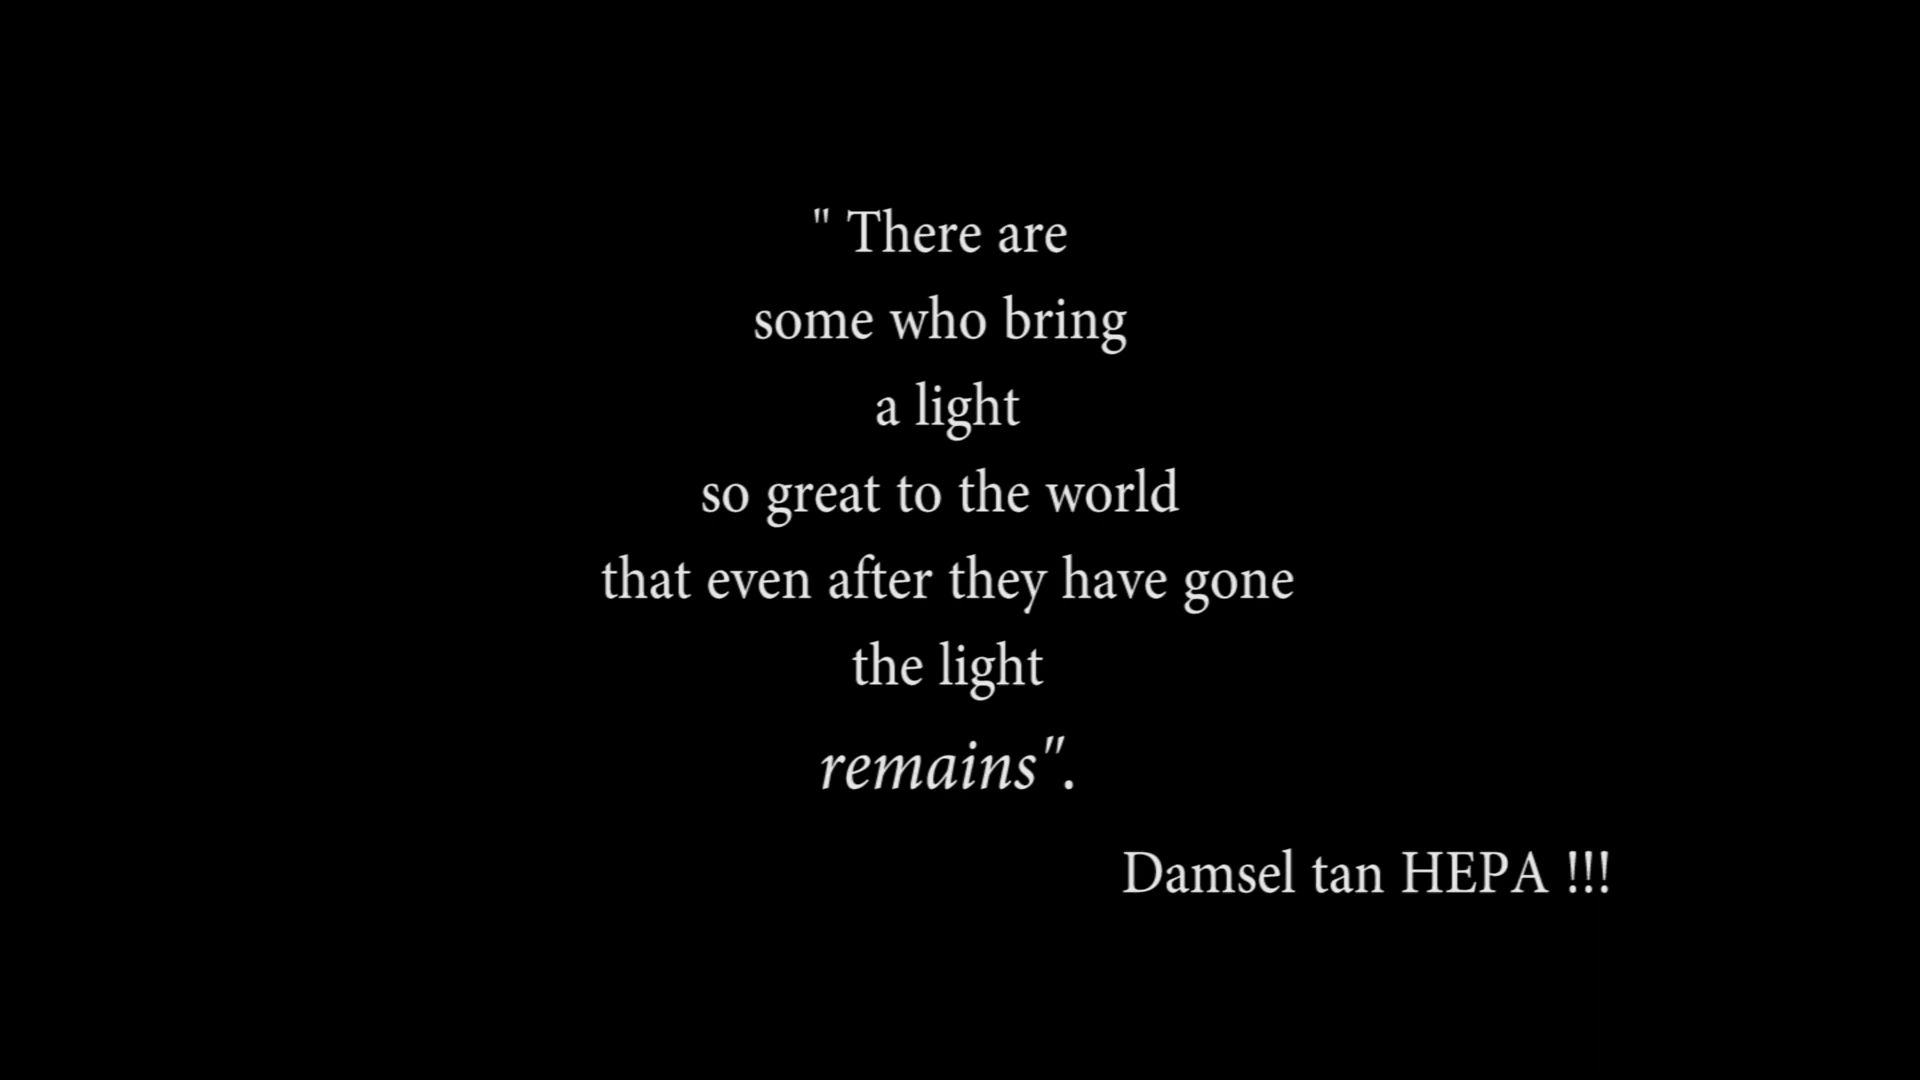 " There are
some who bring
a light
so great to the world
that even after they have gone
the light
remains".
Damsel tan HEPA !!!